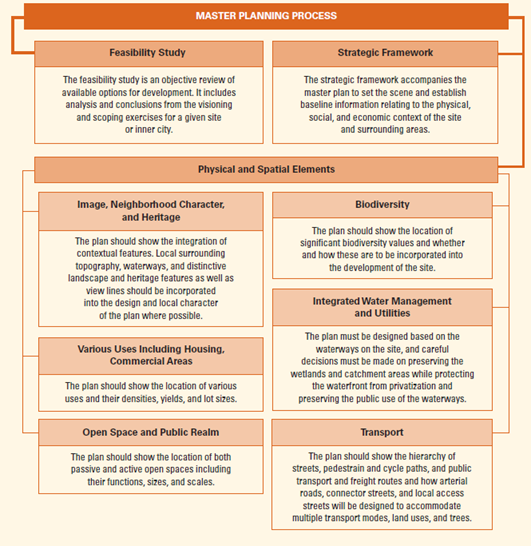 MASTER PLANNING PROCESS
Feasibility Study
The feasibility study is an objective review of
available options for development. It includes
analysis and conclusions from the visioning
and scoping exercises for a given site
or inner city.
Strategic Framework
The strategic framework accompanies the
master plan to set the scene and establish
baseline information relating to the physical,
social, and economic context of the site
and surrounding areas.
Physical and Spatial Elements
Image, Neighborhood Character,
and Heritage
The plan should show the integration of
contextual features. Local surrounding
topography, waterways, and distinctive
landscape and heritage features as well as
view lines should be incorporated
into the design and local character
of the plan where possible.
Various Uses Including Housing,
Commercial Areas
The plan should show the location of various
uses and their densities, yields, and lot sizes.
Open Space and Public Realm
The plan should show the location of both
passive and active open spaces including
their functions, sizes, and scales.
Biodiversity
The plan should show the location of
significant biodiversity values and whether
and how these are to be incorporated into
the development of the site.
Integrated Water Management
and Utilities
The plan must be designed based on the
waterways on the site, and careful
decisions must be made on preserving the
wetlands and catchment areas while protecting
the waterfront from privatization and
preserving the public use of the waterways.
Transport
The plan should show the hierarchy of
streets, pedestrian and cycle paths, and public
transport and freight routes and how arterial
roads, connector streets, and local access
streets will be designed to accommodate
multiple transport modes, land uses, and trees.